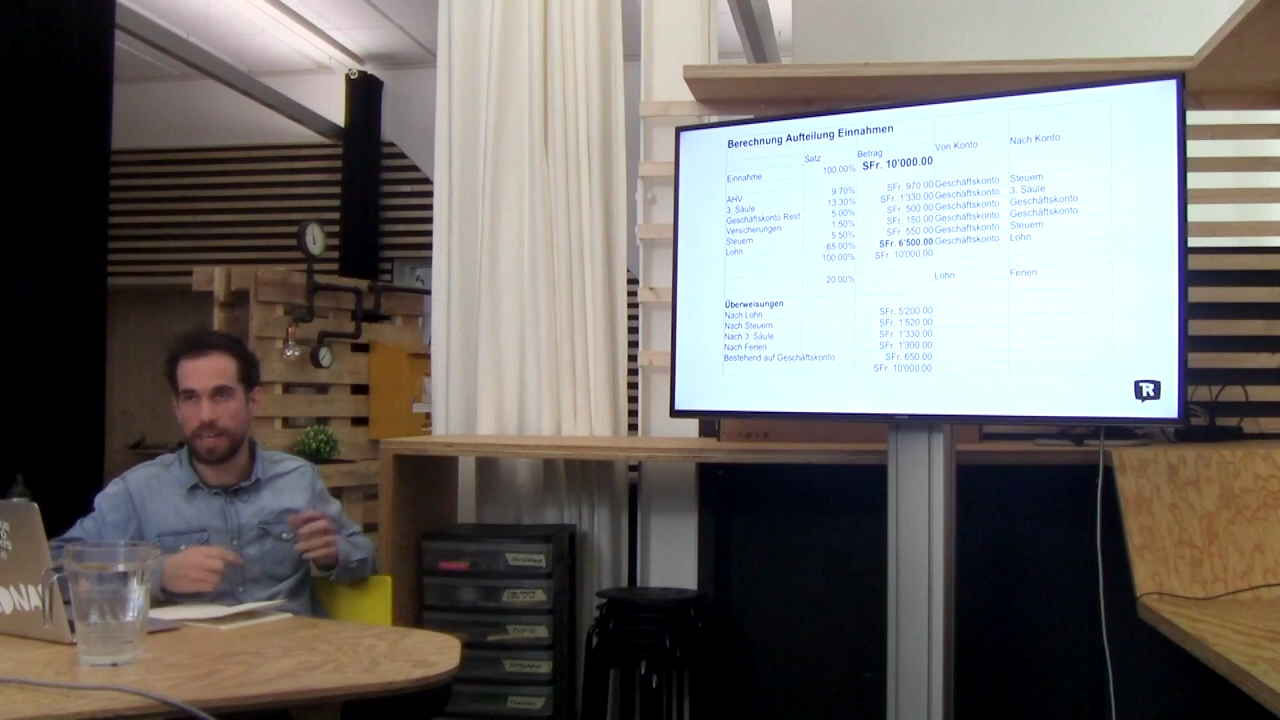 Berechnung Aufteilung Einnahmen
Satz Betrag Von Konto Nach Konto
Einnahme 100.00% SFr. 10'000.00
AHV 9.70% SFr. 970.00 Geschäftskonto Steuern
3. Säule 13.30% SFr. 1'330.00 Geschäftskonto 3. Säule
Geschäftskonto Rest 5.00% SFr. 500.00 Geschäftskonto Geschäftskonto
Versicherungen 1.50% SFr. 150.00 Geschäftskonto Geschäftskonto
Steuern 5.50% SFr. 550.00 Geschäftskonto Steuern
Lohn 65.00% SFr. 6'500.00 Geschäftskonto Lohn
100.00% SFr. 10'000.00
20.00% Lohn Ferien
Überweisungen
Nach Lohn SFr. 5'200.00
Nach Steuern SFr. 1'520.00
Nach 3. Säule SFr. 1'330.00
Nach Ferien SFr. 1'300.00
Bestehend auf Geschäftskonto SFr. 650.00
SFr. 10'000.00
TR